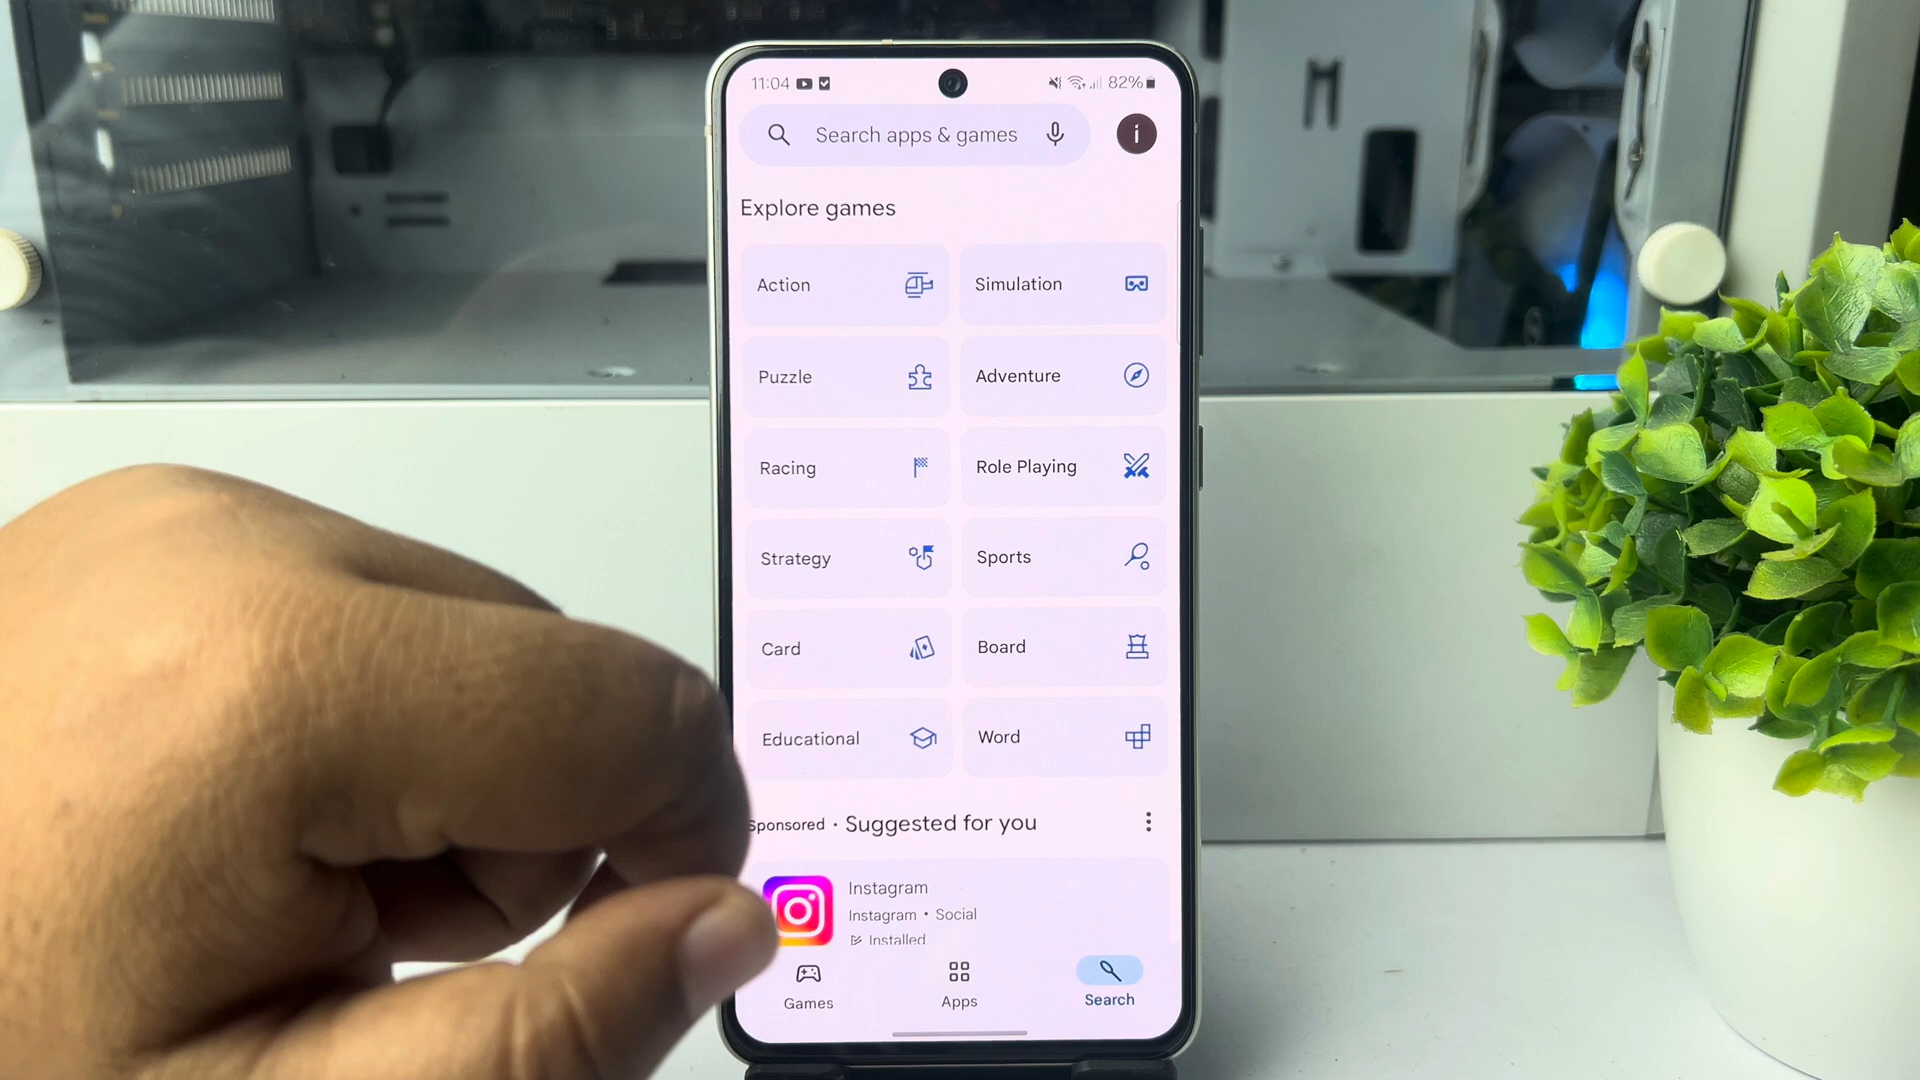 11:04 82%
Search apps & games i
Explore games
Action Simulation
Puzzle Adventure
Racing Role Playing
Strategy Sports
Card Board
Educational Word
Sponsored • Suggested for you
Instagram
Instagram • Social
Installed
Games Apps Search